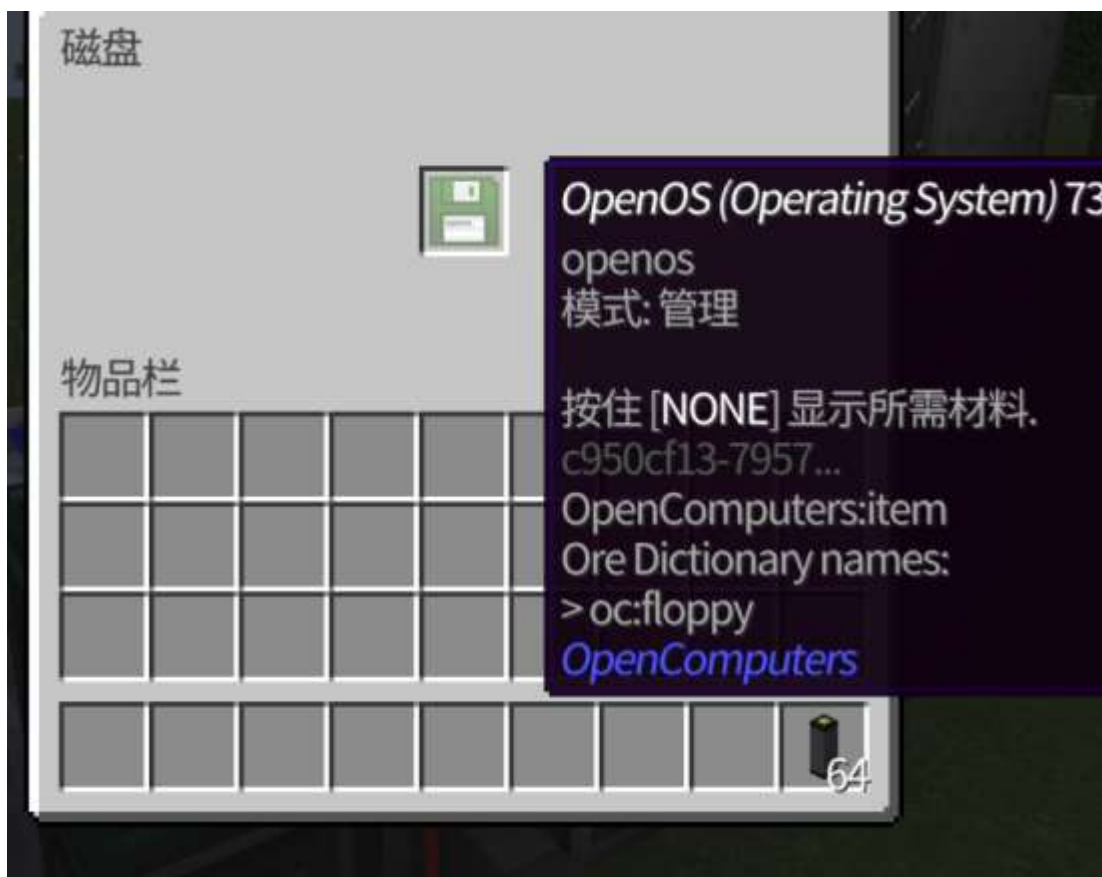 磁盘
OpenOS (Operating System) 73
openos
模式: 管理
物品栏
按住 [NONE] 显示所需材料.
c950cf13-7957...
OpenComputers:item
Ore Dictionary names:
> oc:floppy
OpenComputers
64